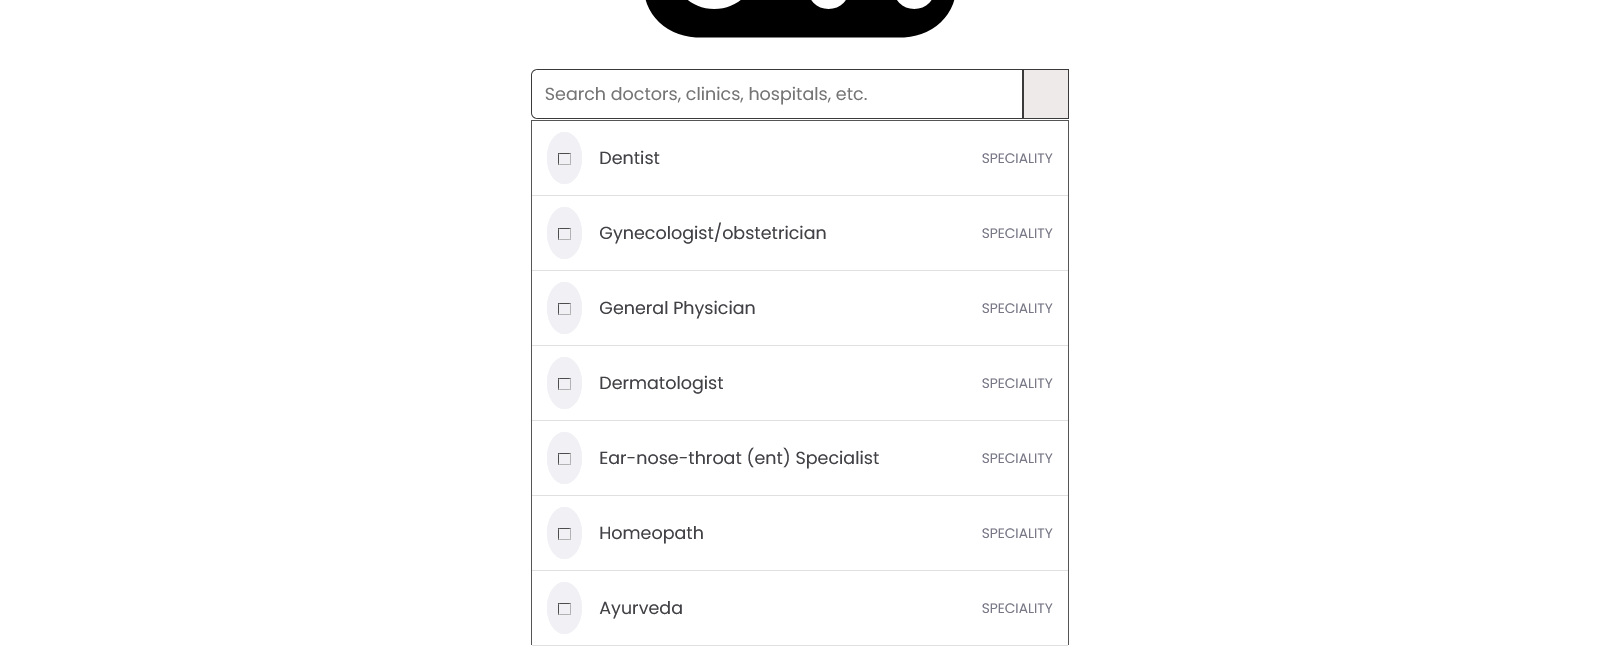 Search doctors, clinics, hospitals, etc.
Dentist SPECIALITY
Gynecologist/obstetrician SPECIALITY
General Physician SPECIALITY
Dermatologist SPECIALITY
Ear-nose-throat (ent) Specialist SPECIALITY
Homeopath SPECIALITY
Ayurveda SPECIALITY